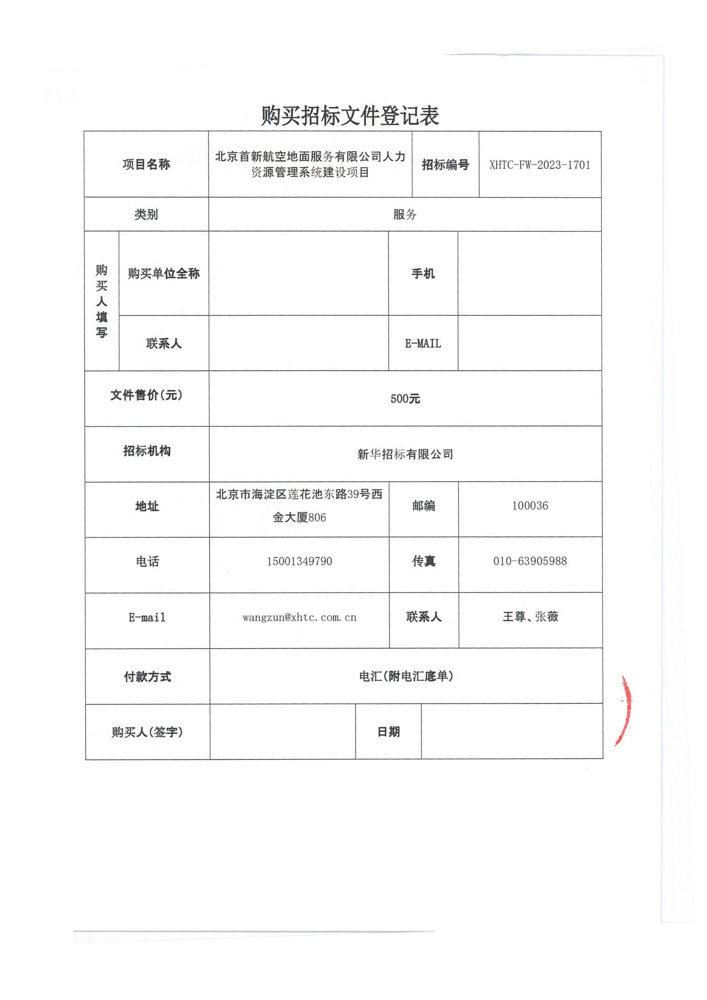 购买招标文件登记表
项目名称
北京首新航空地面服务有限公司人力
资源管理系统建设项目
招标编号
XHTC-FW-2023-1701
类别
服务
购
买
人
填
写
购买单位全称
手机
联系人
E-MAIL
文件售价(元)
500元
招标机构
新华招标有限公司
地址
北京市海淀区莲花池东路39号西
金大厦806
邮编
100036
电话
15001349790
传真
010-63905988
E-mail
wangzun@xhtc.com.cn
联系人
王尊、张薇
付款方式
电汇(附电汇底单)
购买人(签字)
日期